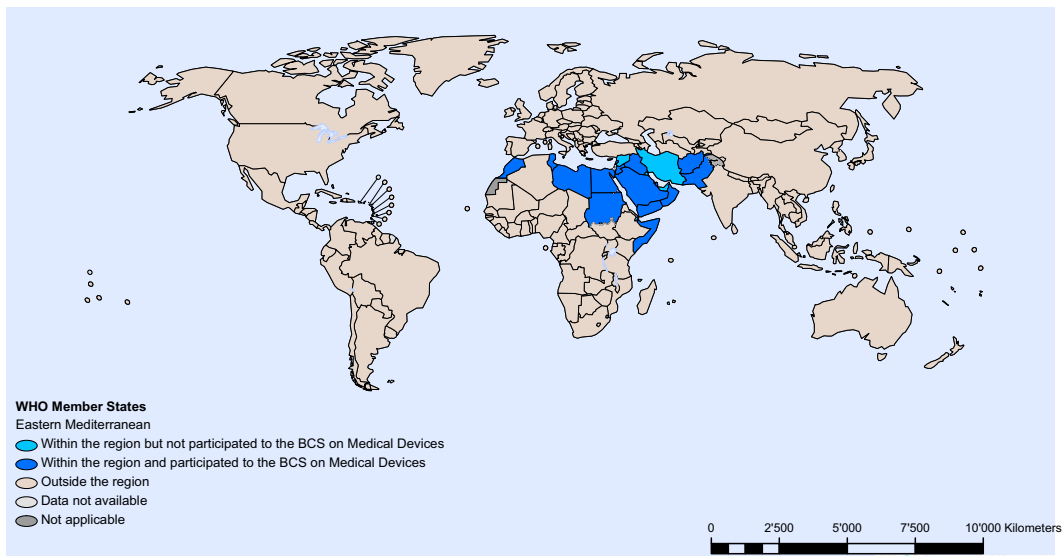 WHO Member States
Eastern Mediterranean
Within the region but not participated to the BCS on Medical Devices
Within the region and participated to the BCS on Medical Devices
Outside the region
Data not available
Not applicable
0 2'500 5'000 7'500 10'000 Kilometers